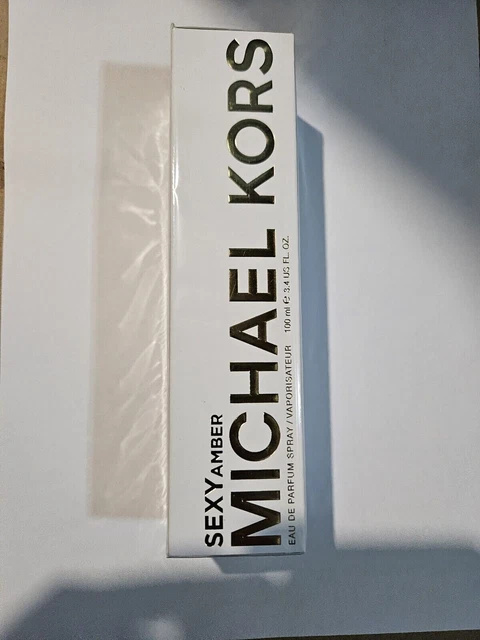 SEXY AMBER
MICHAEL KORS
EAU DE PARFUM SPRAY / VAPORISATEUR 100 ml ℮ 3.4 US FL. OZ.